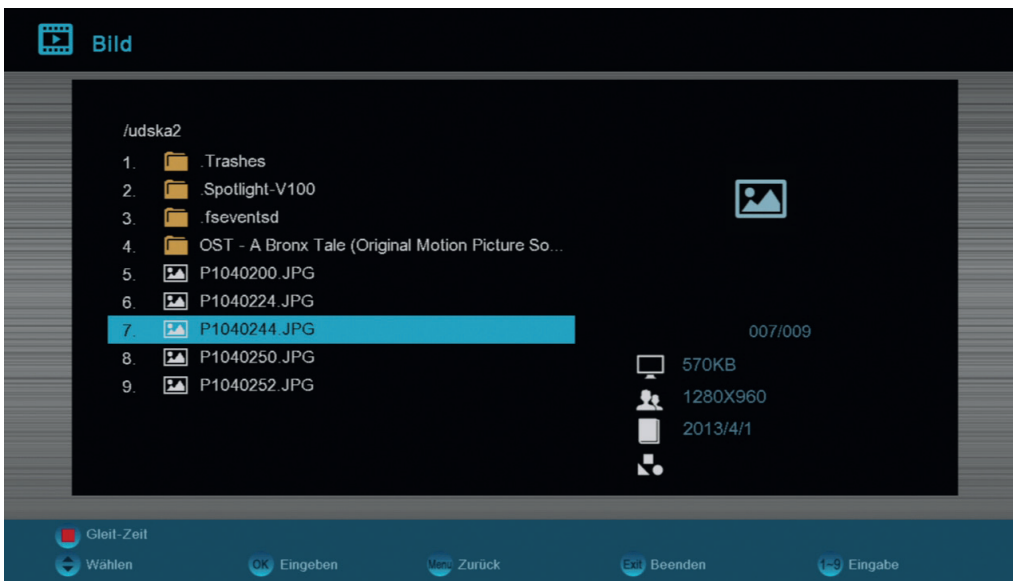 Bild
/udska2
1. .Trashes
2. .Spotlight-V100
3. .fseventsd
4. OST - A Bronx Tale (Original Motion Picture So...
5. P1040200.JPG
6. P1040224.JPG
7. P1040244.JPG
8. P1040250.JPG
9. P1040252.JPG
007/009
570KB
1280X960
2013/4/1
Gleit-Zeit
Wählen OK Eingeben Menu Zurück Exit Beenden 1~9 Eingabe